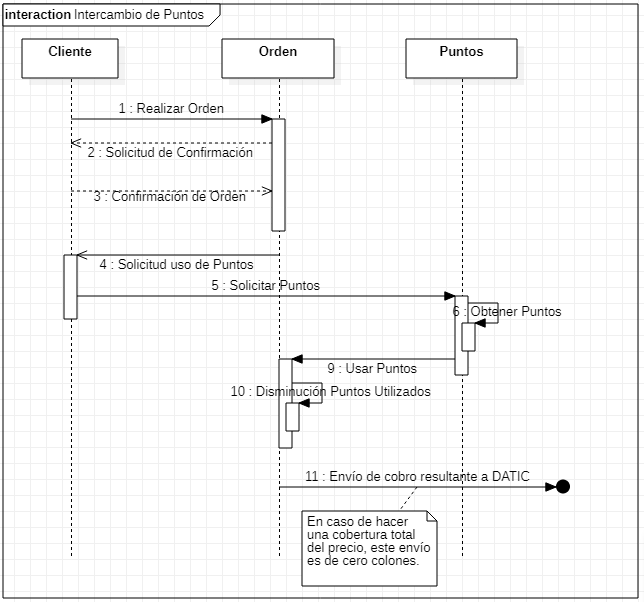 interaction Intercambio de Puntos
Cliente
Orden
Puntos
1 : Realizar Orden
2 : Solicitud de Confirmación
3 : Confirmación de Orden
4 : Solicitud uso de Puntos
5 : Solicitar Puntos
6 : Obtener Puntos
9 : Usar Puntos
10 : Disminución Puntos Utilizados
11 : Envío de cobro resultante a DATIC
En caso de hacer
una cobertura total
del precio, este envío
es de cero colones.